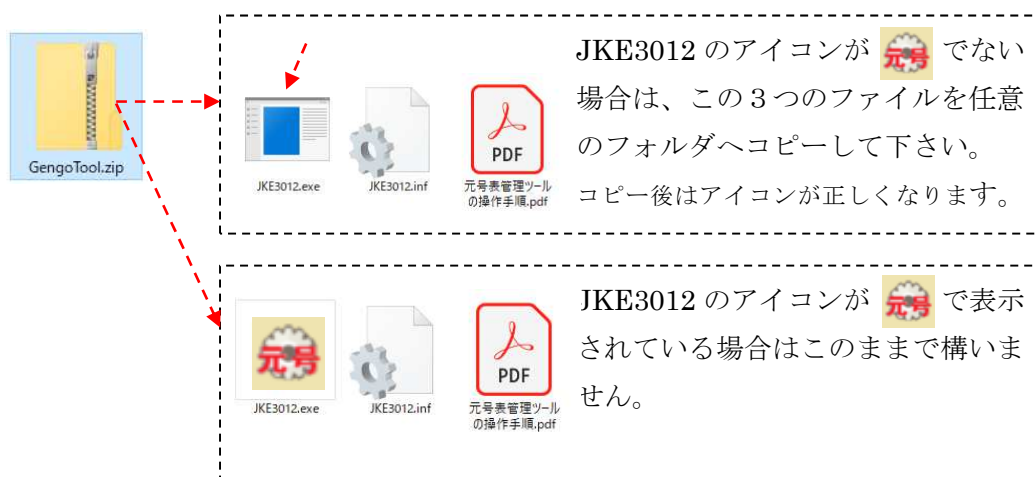 GengoTool.zip
JKE3012.exe
JKE3012.inf
PDF
元号表管理ツール
の操作手順.pdf
JKE3012 のアイコンが 元号 でない
場合は、この３つのファイルを任意
のフォルダへコピーして下さい。
コピー後はアイコンが正しくなります。
元号
JKE3012.exe
JKE3012.inf
PDF
元号表管理ツール
の操作手順.pdf
JKE3012 のアイコンが 元号 で表示
されている場合はこのままで構いま
せん。